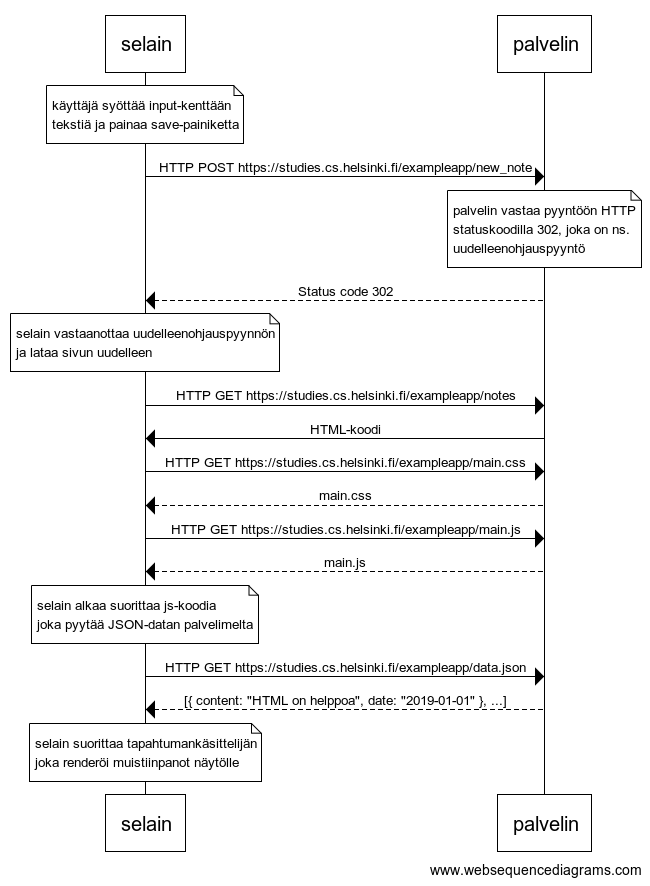 selain
palvelin
käyttäjä syöttää input-kenttään
tekstiä ja painaa save-painiketta
HTTP POST https://studies.cs.helsinki.fi/exampleapp/new_note
palvelin vastaa pyyntöön HTTP
statuskoodilla 302, joka on ns.
uudelleenohjauspyyntö
Status code 302
selain vastaanottaa uudelleenohjauspyynnön
ja lataa sivun uudelleen
HTTP GET https://studies.cs.helsinki.fi/exampleapp/notes
HTML-koodi
HTTP GET https://studies.cs.helsinki.fi/exampleapp/main.css
main.css
HTTP GET https://studies.cs.helsinki.fi/exampleapp/main.js
main.js
selain alkaa suorittaa js-koodia
joka pyytää JSON-datan palvelimelta
HTTP GET https://studies.cs.helsinki.fi/exampleapp/data.json
[{ content: "HTML on helppoa", date: "2019-01-01" }, ...]
selain suorittaa tapahtumankäsittelijän
joka renderöi muistiinpanot näytölle
selain
palvelin
www.websequencediagrams.com